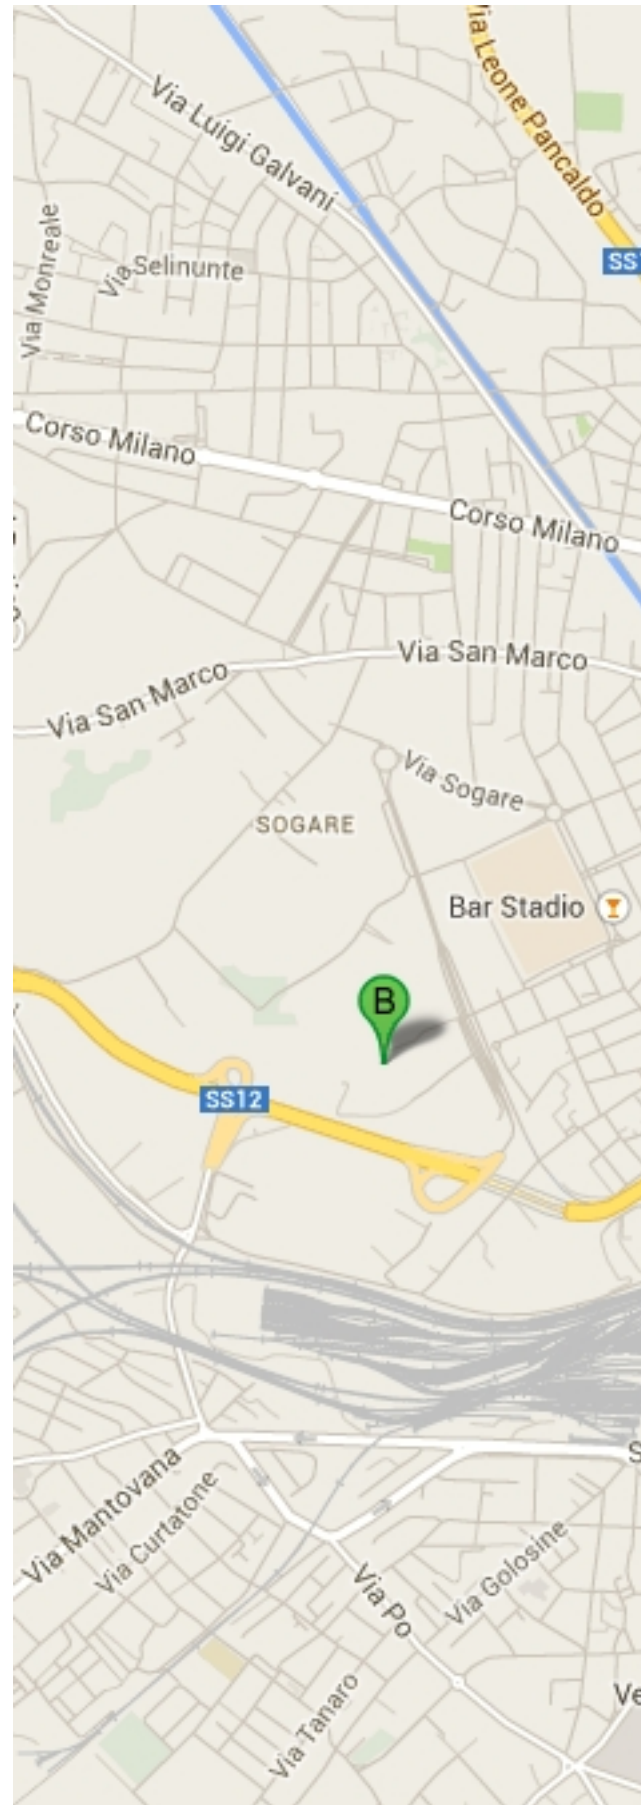 Via Leone Pancaldo
Via Luigi Galvani
Via Monreale
Via Selinunte
SS
Corso Milano
Corso Milano
Via San Marco
Via San Marco
Via Sogare
SOGARE
Bar Stadio
B
SS12
S
Via Mantovana
Via Curtatone
Via Golosine
Via Po
Via Tanaro
Ve